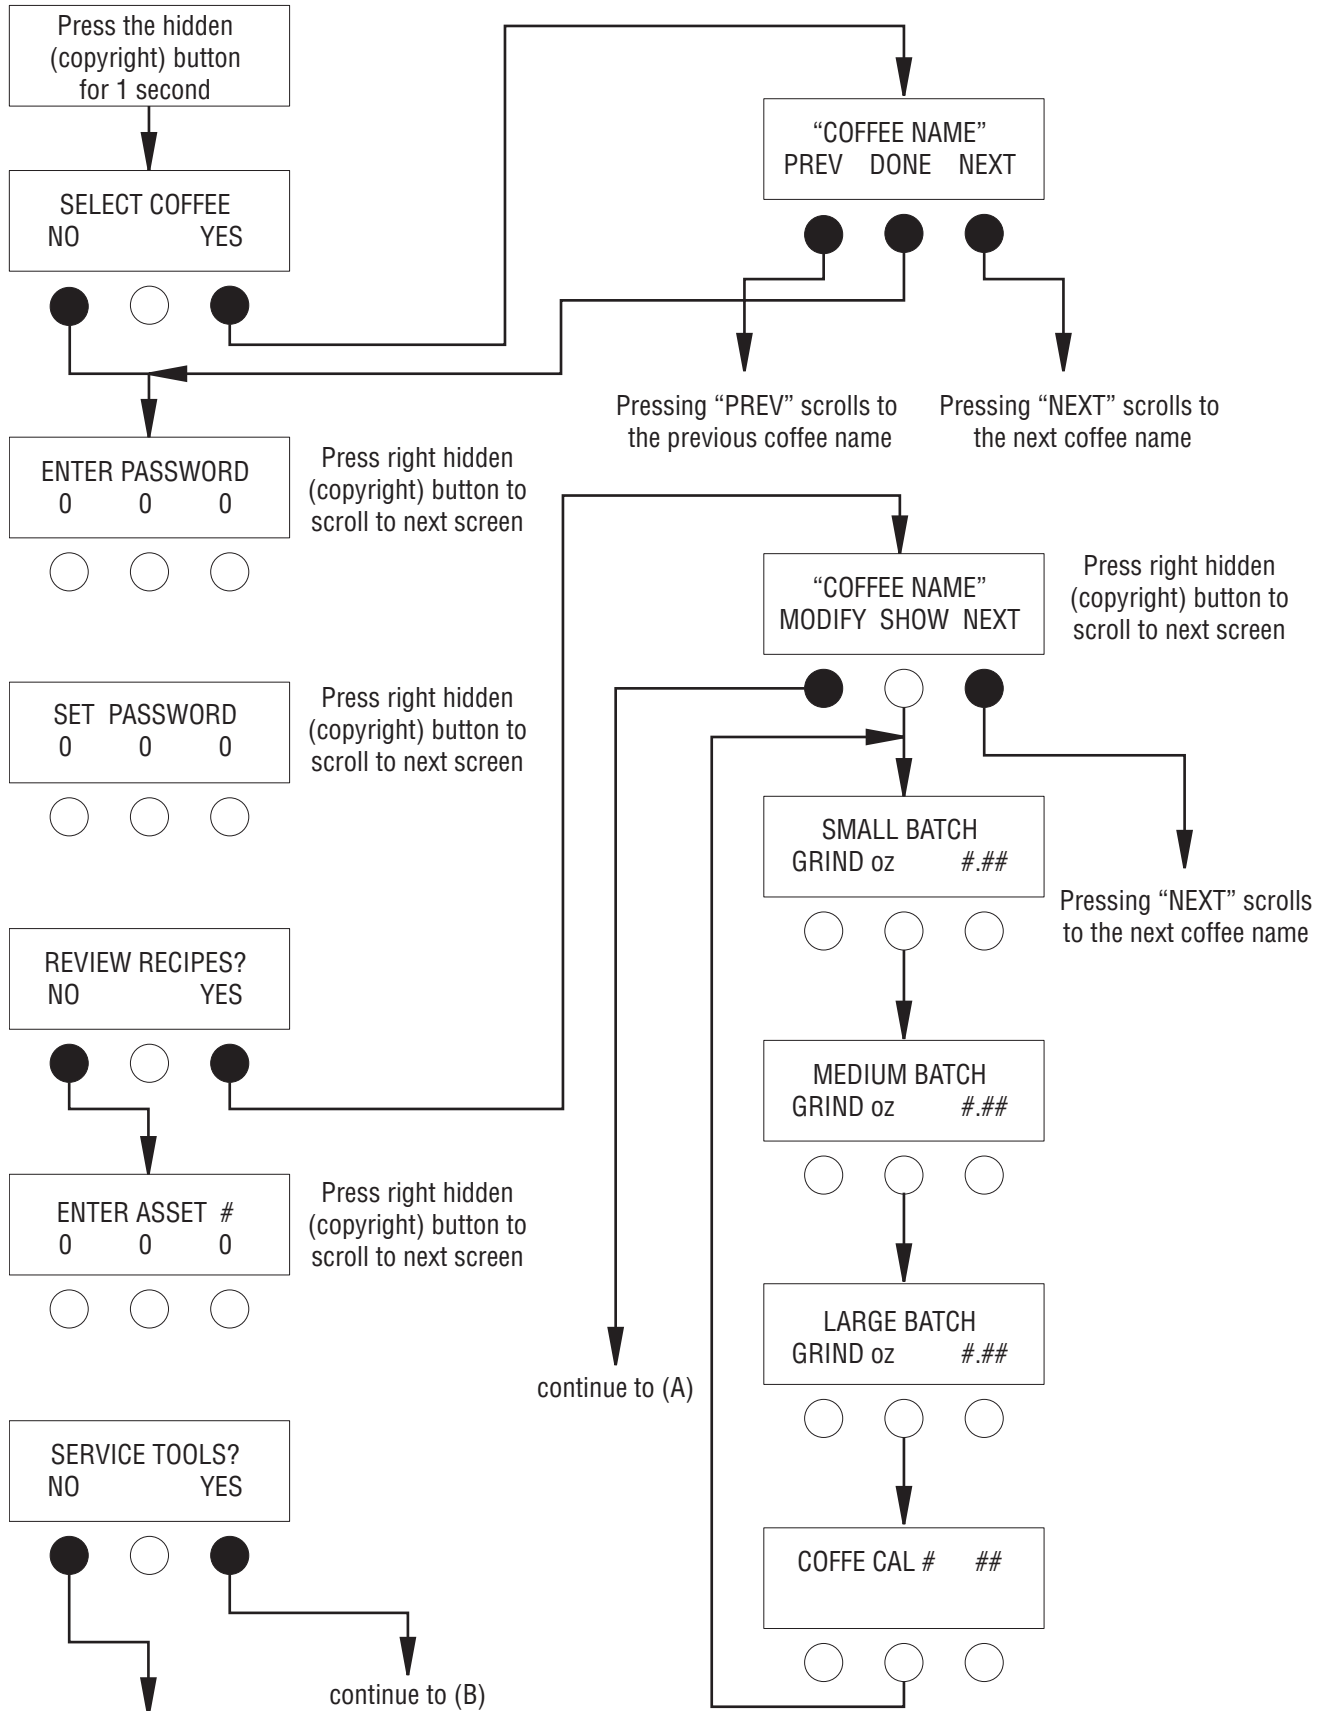 Press the hidden
(copyright) button
for 1 second
SELECT COFFEE
NO YES
“COFFEE NAME”
PREV DONE NEXT
Pressing “PREV” scrolls to
the previous coffee name
Pressing “NEXT” scrolls to
the next coffee name
ENTER PASSWORD
0 0 0
Press right hidden
(copyright) button to
scroll to next screen
SET PASSWORD
0 0 0
Press right hidden
(copyright) button to
scroll to next screen
REVIEW RECIPES?
NO YES
“COFFEE NAME”
MODIFY SHOW NEXT
Press right hidden
(copyright) button to
scroll to next screen
Pressing “NEXT” scrolls
to the next coffee name
SMALL BATCH
GRIND oz #.##
MEDIUM BATCH
GRIND oz #.##
LARGE BATCH
GRIND oz #.##
COFFE CAL # ##
continue to (A)
ENTER ASSET #
0 0 0
Press right hidden
(copyright) button to
scroll to next screen
SERVICE TOOLS?
NO YES
continue to (B)